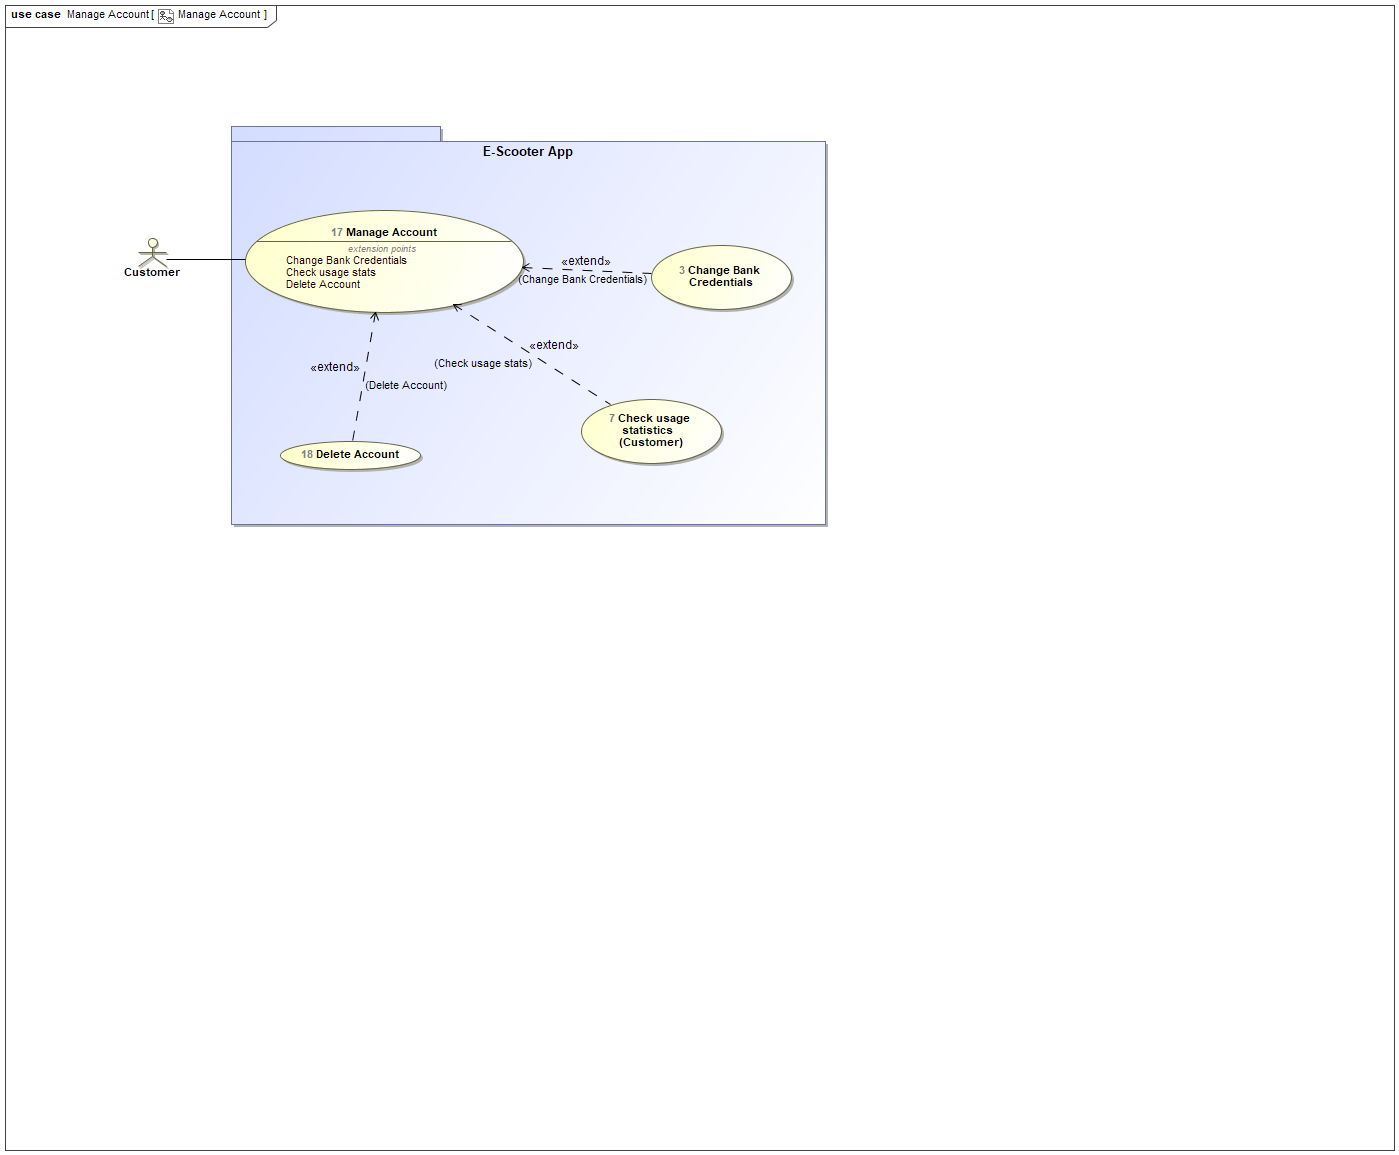 use case Manage Account [ Manage Account ]
E-Scooter App
17 Manage Account
extension points
Change Bank Credentials
Check usage stats
Delete Account
Customer
«extend»
(Change Bank Credentials)
3 Change Bank
Credentials
«extend»
(Check usage stats)
«extend»
(Delete Account)
7 Check usage
statistics
(Customer)
18 Delete Account